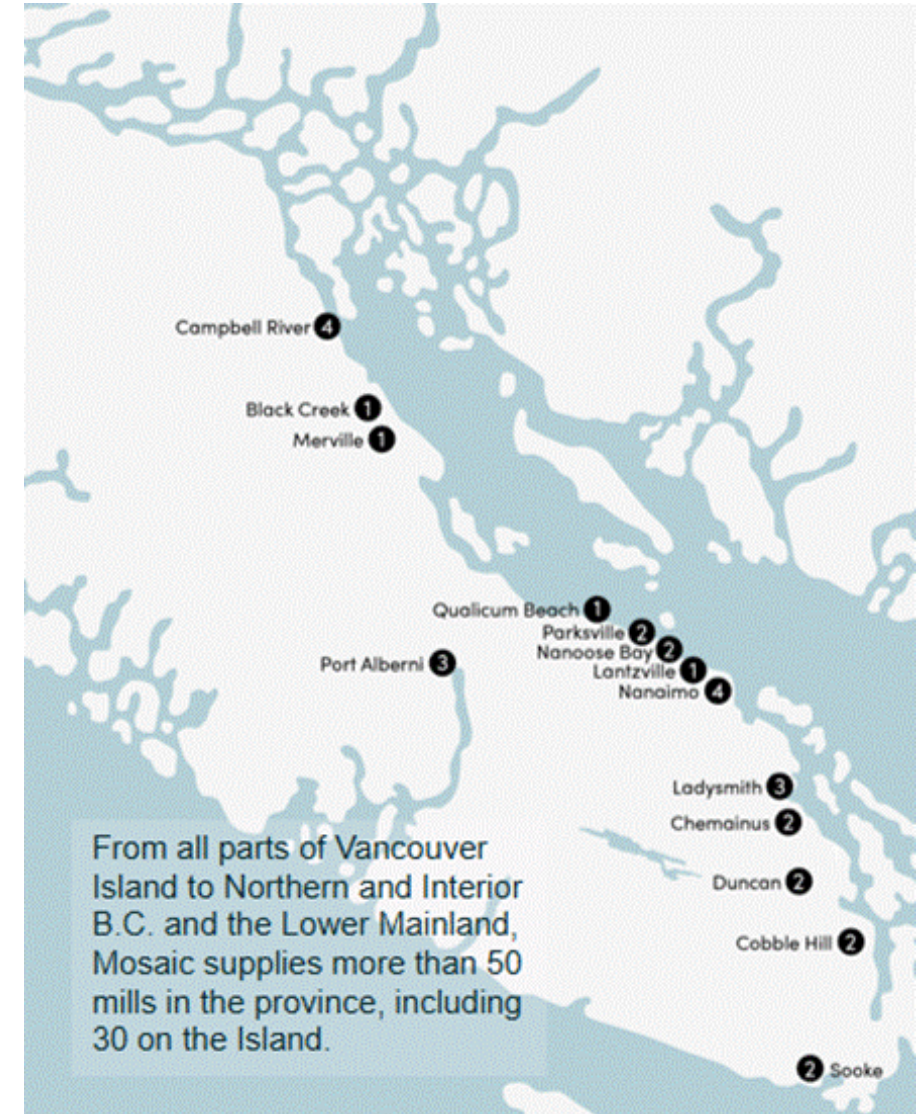 Campbell River 4
Black Creek 1
Merville 1
Qualicum Beach 1
Parksville 2
Nanoose Bay 2
Port Alberni 3
Lantzville 1
Nanaimo 4
Ladysmith 3
Chemainus 2
Duncan 2
Cobble Hill 2
2 Sooke
From all parts of Vancouver
Island to Northern and Interior
B.C. and the Lower Mainland,
Mosaic supplies more than 50
mills in the province, including
30 on the Island.